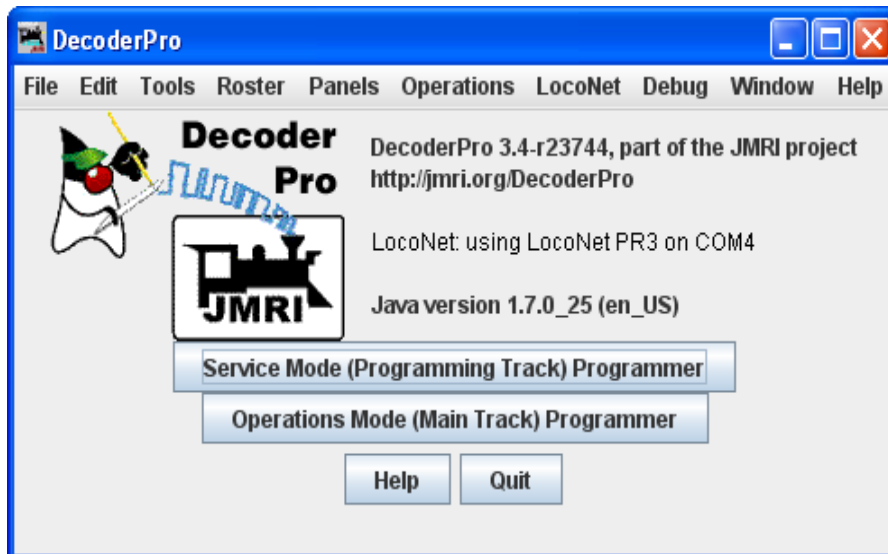 DecoderPro
File Edit Tools Roster Panels Operations LocoNet Debug Window Help
Decoder
Pro
JMRI
DecoderPro 3.4-r23744, part of the JMRI project
http://jmri.org/DecoderPro
LocoNet: using LocoNet PR3 on COM4
Java version 1.7.0_25 (en_US)
Service Mode (Programming Track) Programmer
Operations Mode (Main Track) Programmer
Help
Quit